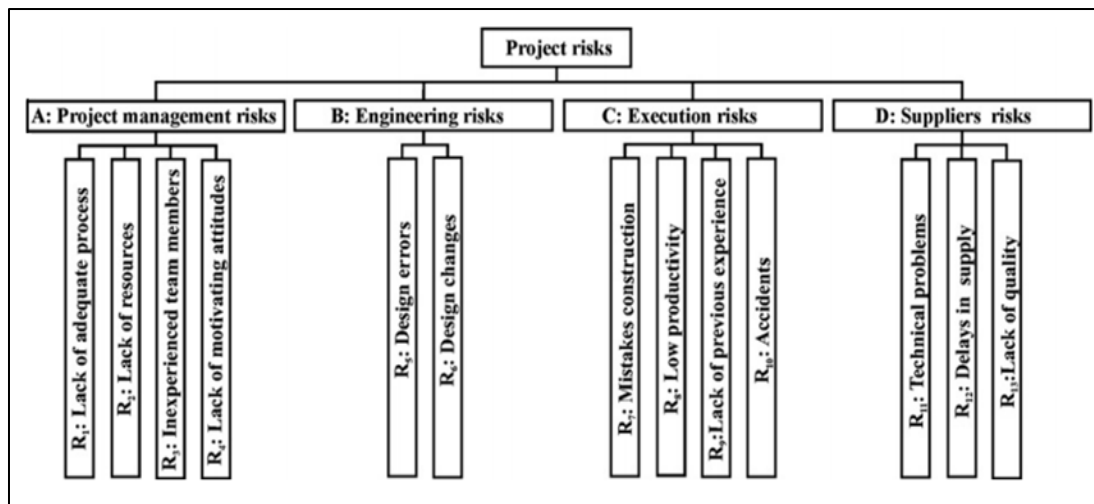 Project risks
A: Project management risks
B: Engineering risks
C: Execution risks
D: Suppliers risks
R₁: Lack of adequate process
R₂: Lack of resources
R₃: Inexperienced team members
R₄: Lack of motivating attitudes
R₅: Design errors
R₆: Design changes
R₇: Mistakes construction
R₈: Low productivity
R₉:Lack of previous experience
R₁₀: Accidents
R₁₁: Technical problems
R₁₂: Delays in supply
R₁₃:Lack of quality